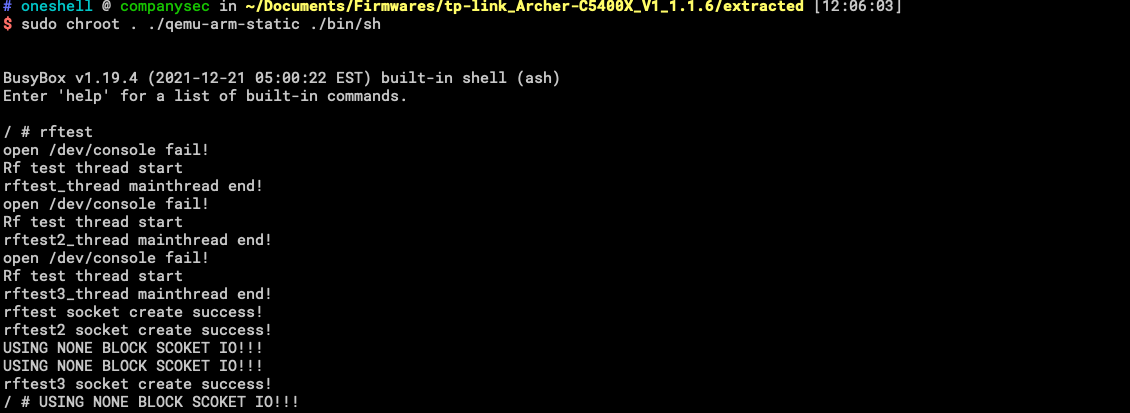 # oneshell @ companysec in ~/Documents/Firmwares/tp-link_Archer-C5400X_V1_1.1.6/extracted [12:06:03]
$ sudo chroot . ./qemu-arm-static ./bin/sh
BusyBox v1.19.4 (2021-12-21 05:00:22 EST) built-in shell (ash)
Enter 'help' for a list of built-in commands.
/ # rftest
open /dev/console fail!
Rf test thread start
rftest_thread mainthread end!
open /dev/console fail!
Rf test thread start
rftest2_thread mainthread end!
open /dev/console fail!
Rf test thread start
rftest3_thread mainthread end!
rftest socket create success!
rftest2 socket create success!
USING NONE BLOCK SCOKET IO!!!
USING NONE BLOCK SCOKET IO!!!
rftest3 socket create success!
/ # USING NONE BLOCK SCOKET IO!!!